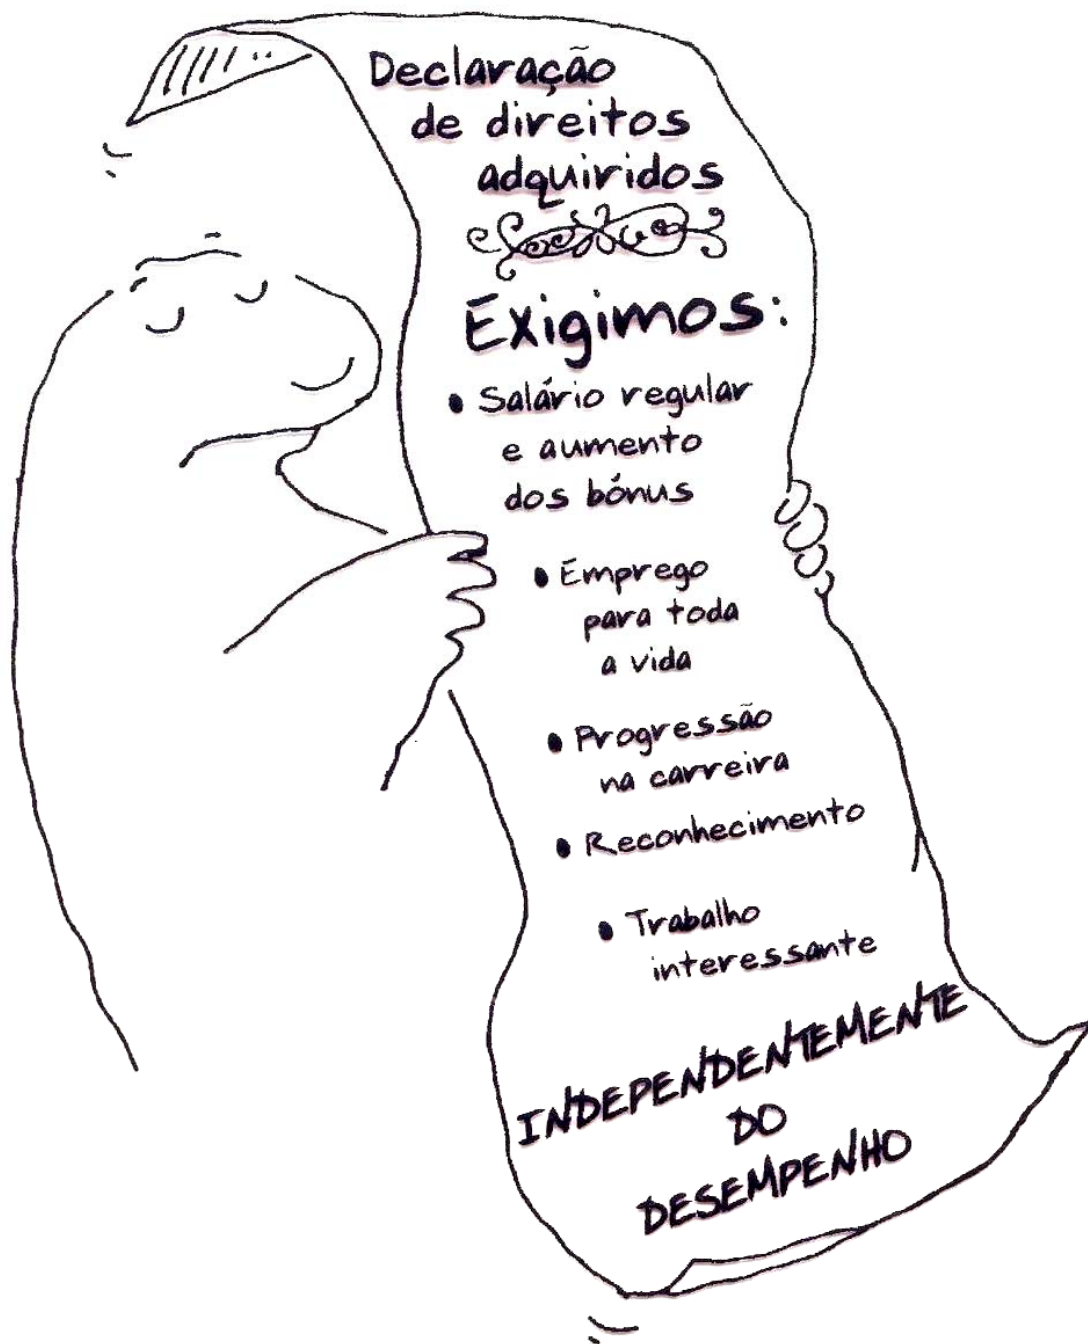 Declaração
de direitos
adquiridos
Exigimos:
• Salário regular
e aumento
dos bónus
• Emprego
para toda
a vida
• Progressão
na carreira
• Reconhecimento
• Trabalho
interessante
INDEPENDENTEMENTE
DO
DESEMPENHO